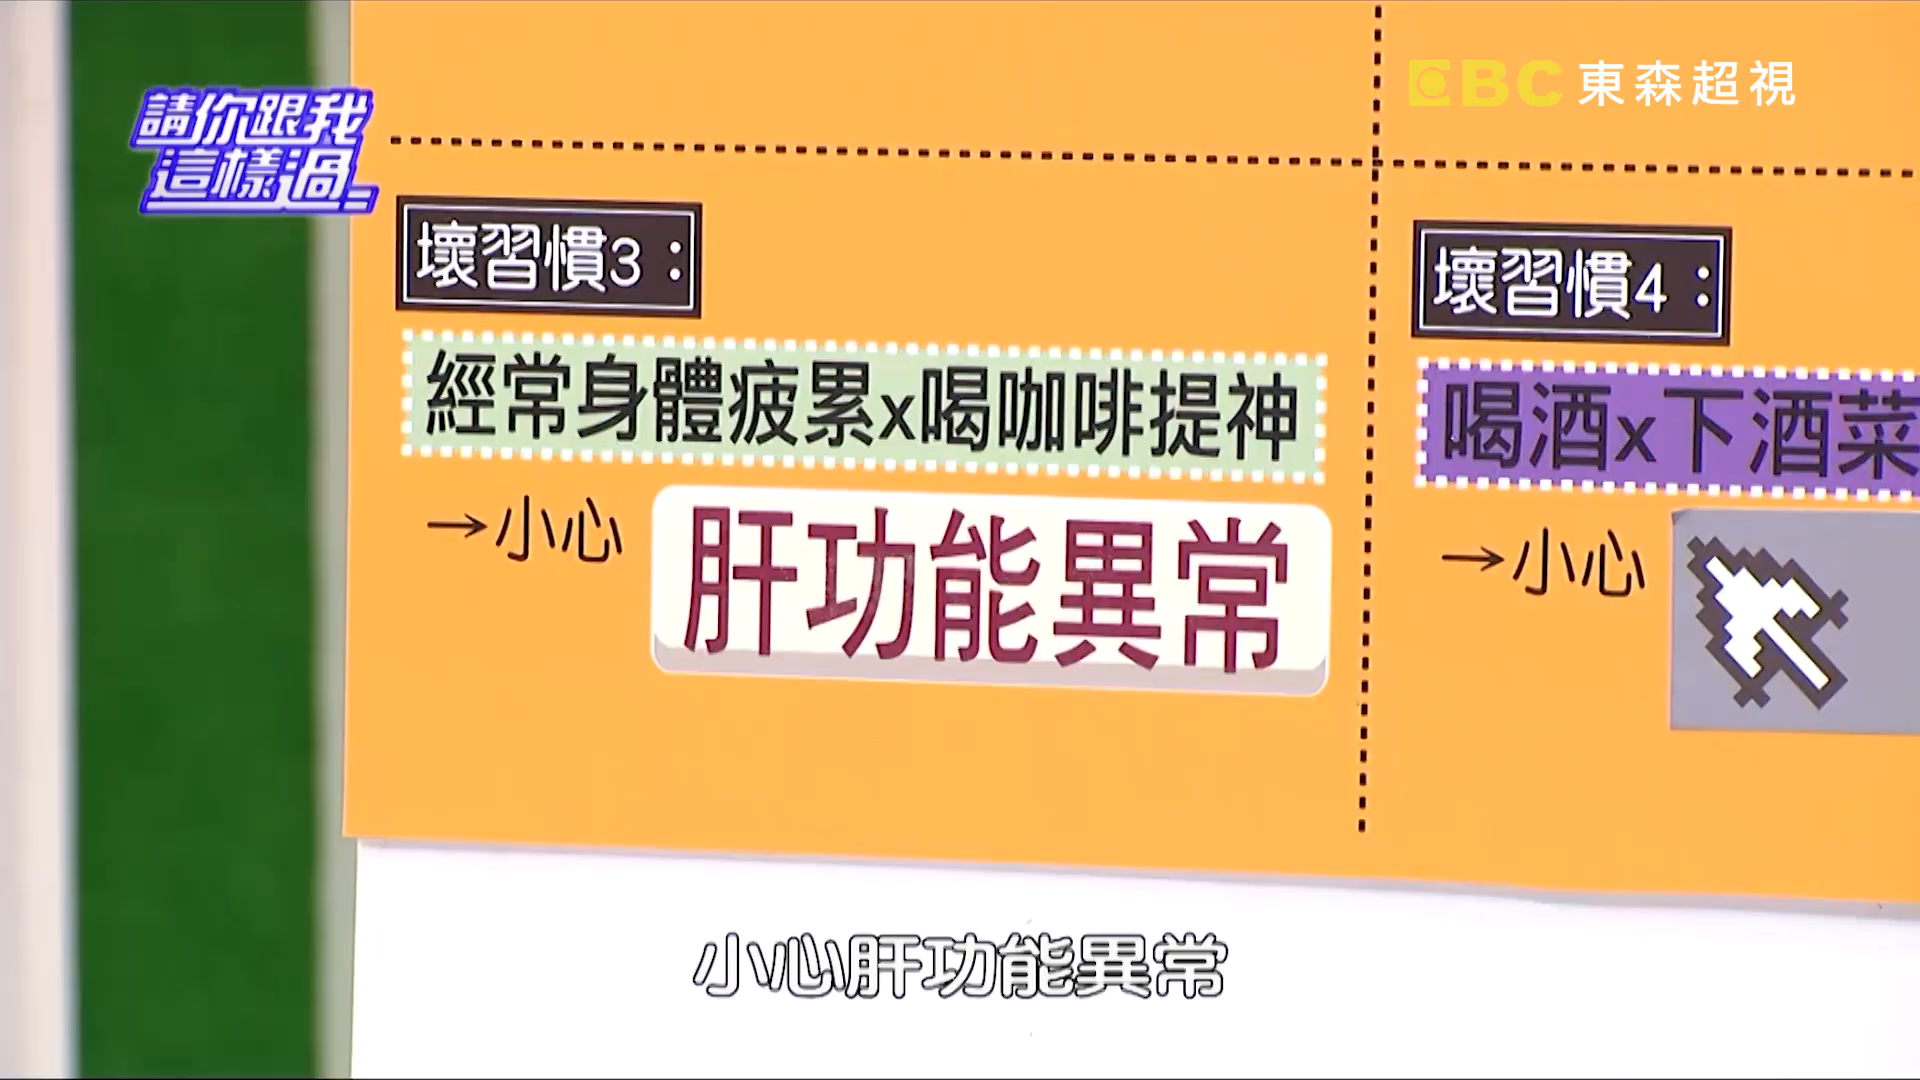 請你跟我
這樣過
EBC 東森超視
壞習慣3：
經常身體疲累x喝咖啡提神
→小心 肝功能異常
壞習慣4：
喝酒x下酒菜
→小心
小心肝功能異常